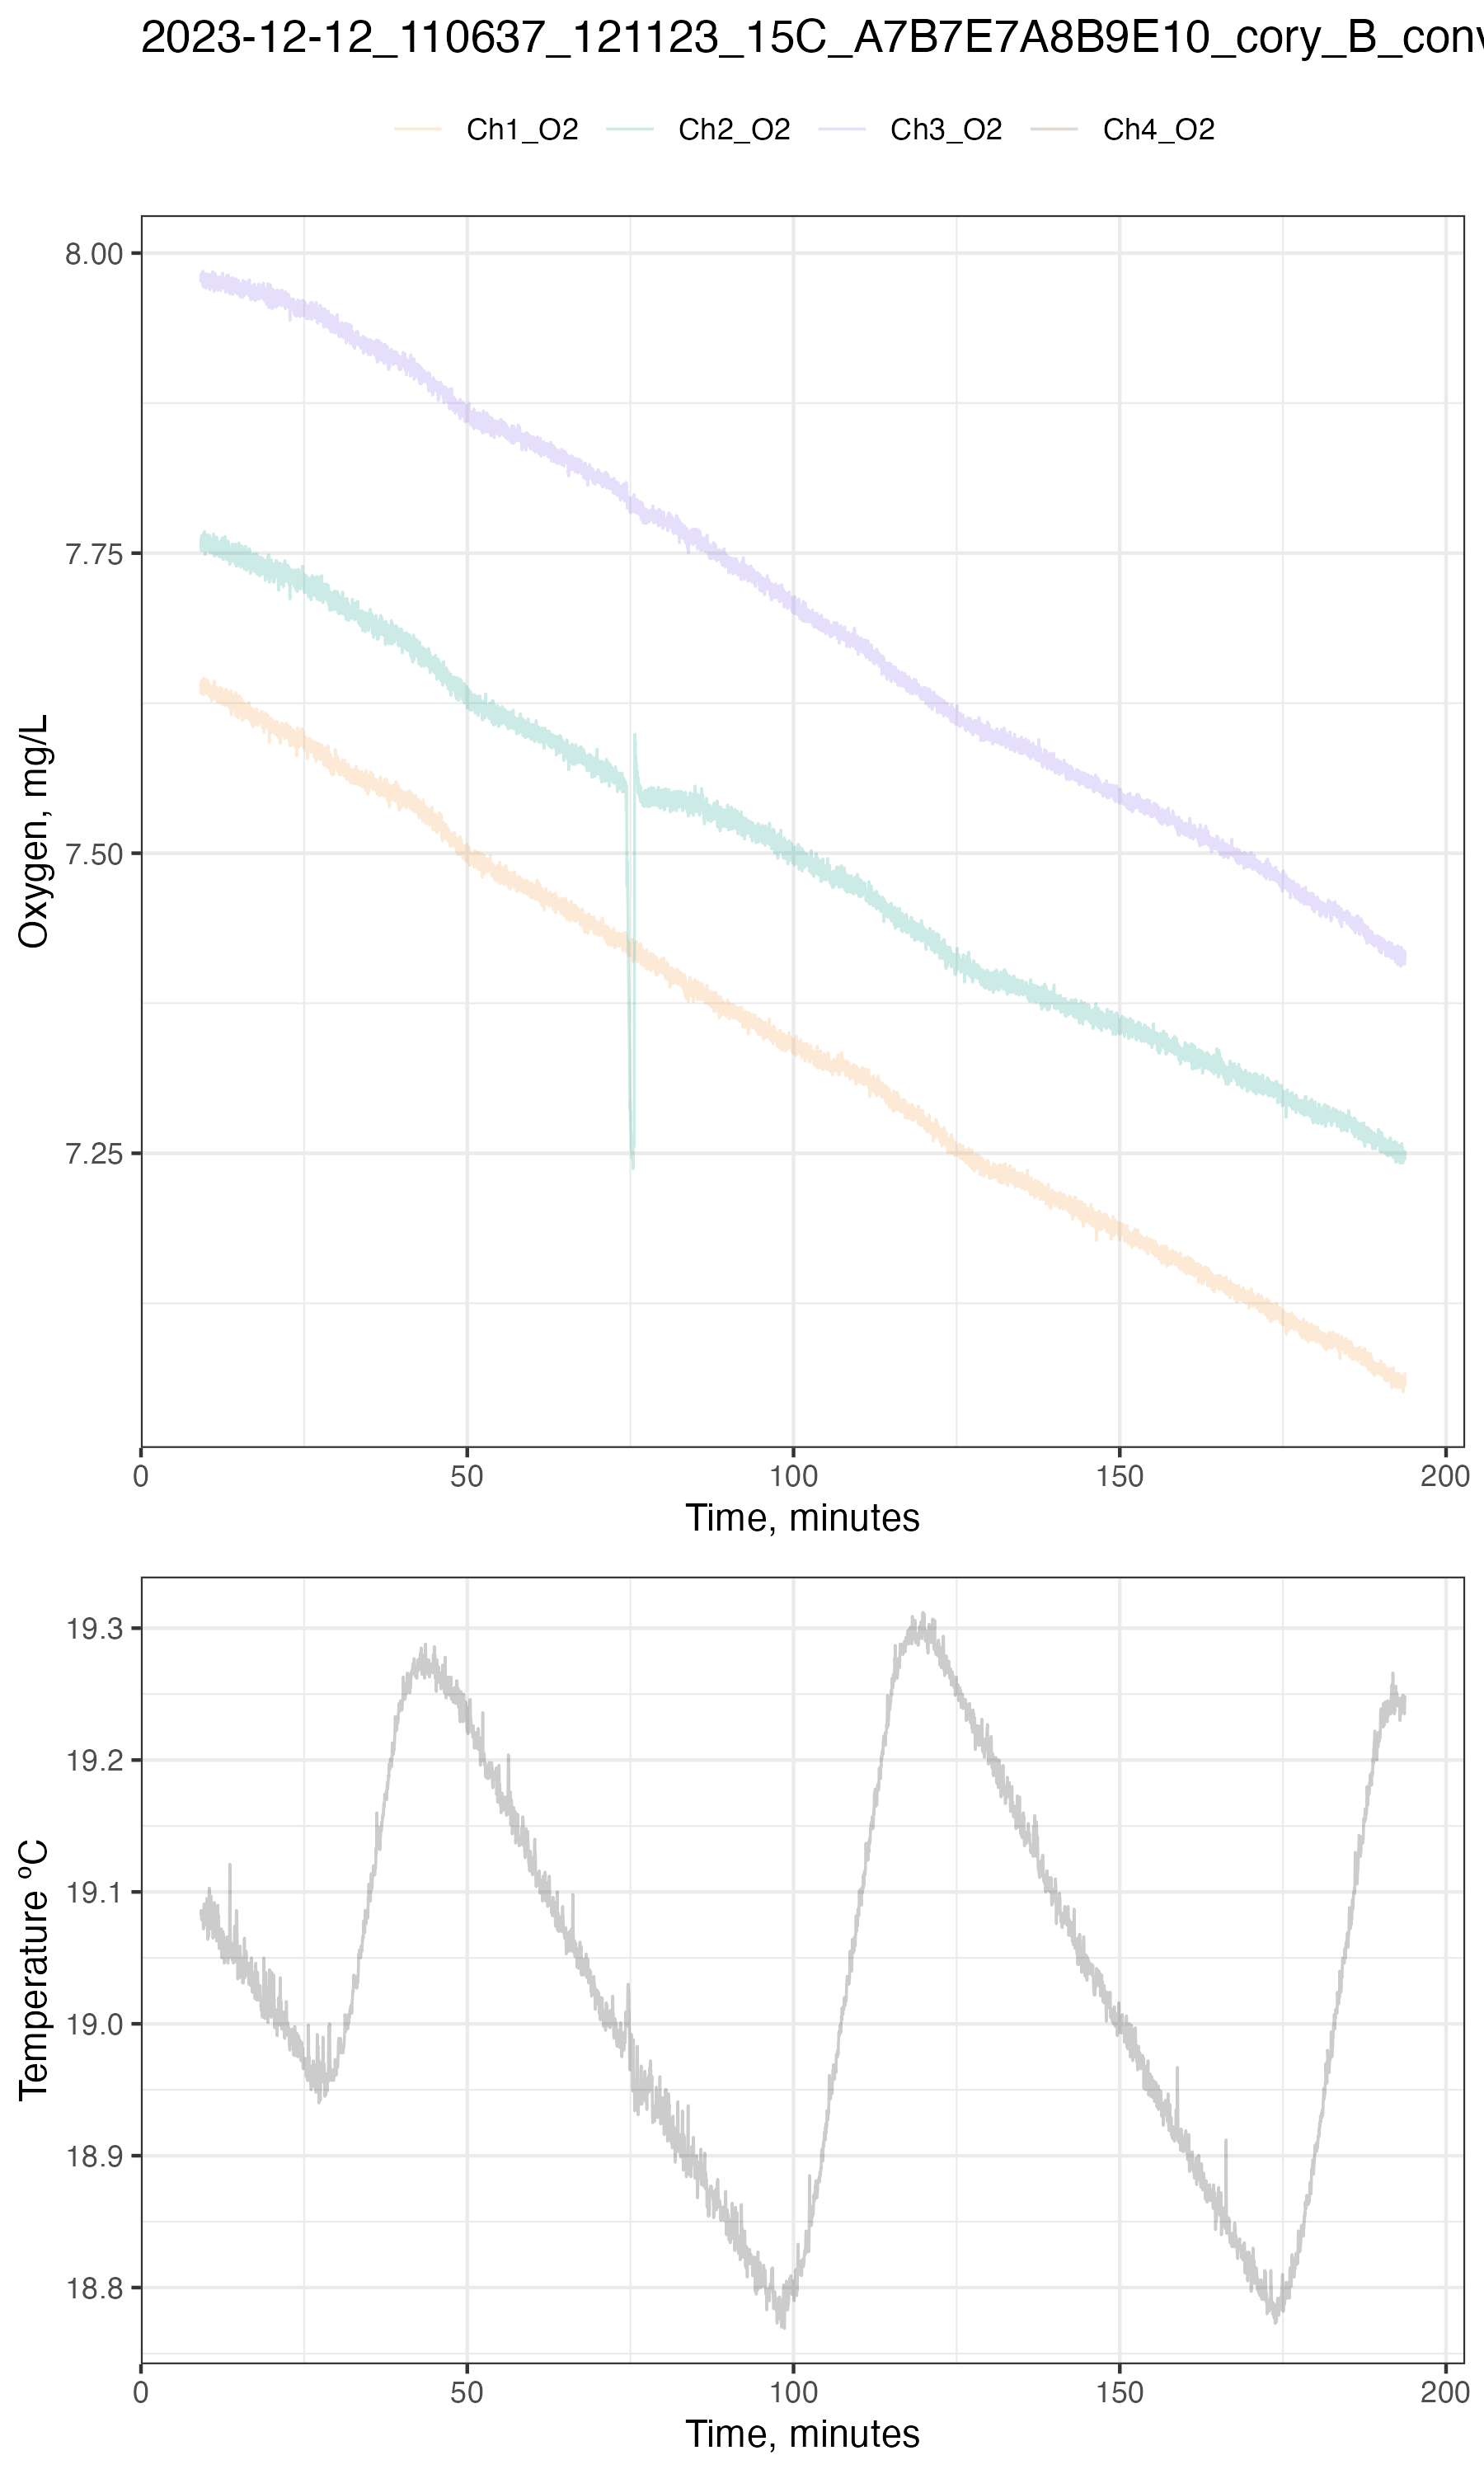 2023-12-12_110637_121123_15C_A7B7E7A8B9E10_cory_B_conv
Ch1_O2 Ch2_O2 Ch3_O2 Ch4_O2
8.00
7.75
7.50
7.25
Oxygen, mg/L
0 50 100 150 200
Time, minutes
19.3
19.2
19.1
19.0
18.9
18.8
Temperature ºC
0 50 100 150 200
Time, minutes